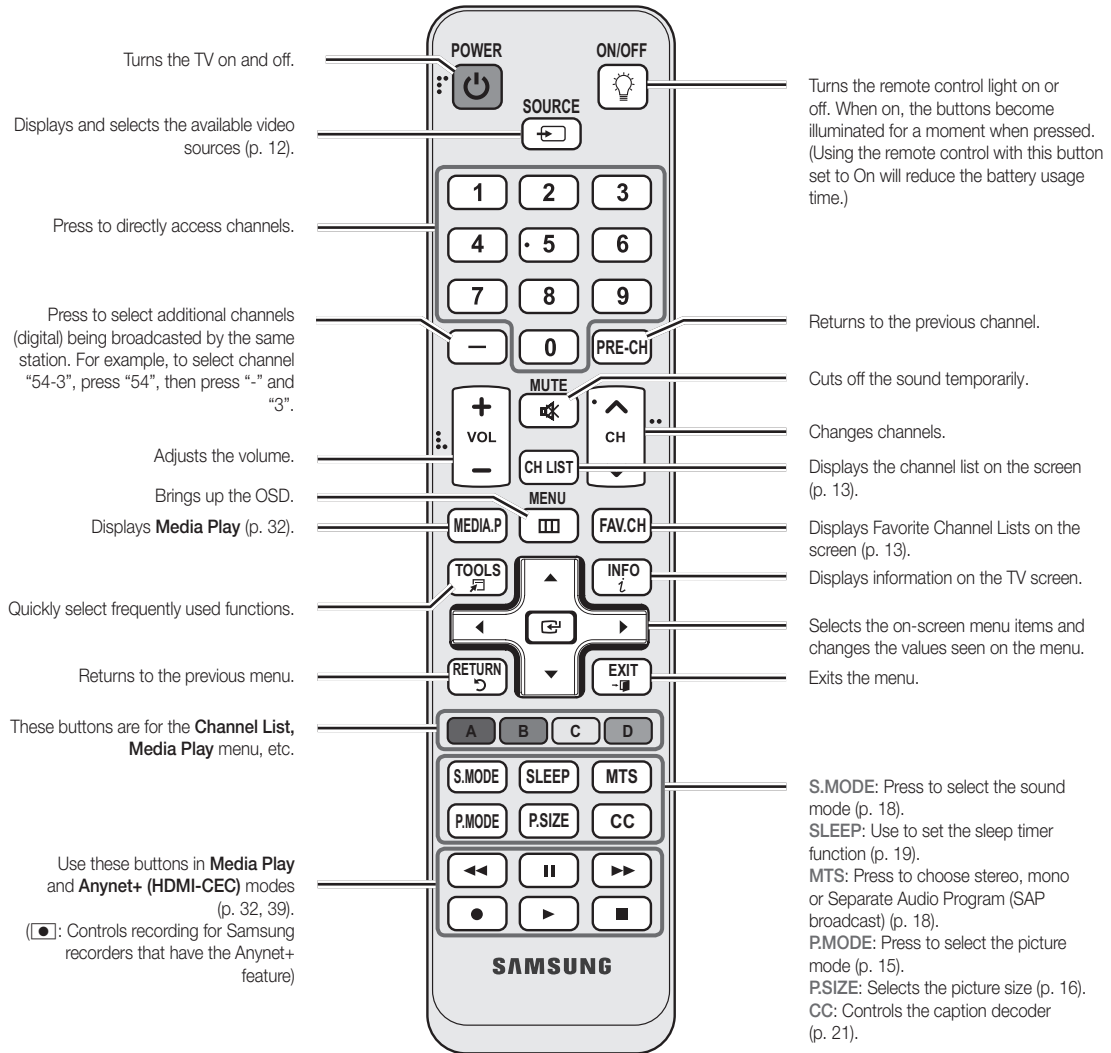 POWER
ON/OFF
SOURCE
1 2 3
4 5 6
7 8 9
— 0 PRE-CH
MUTE
+
VOL
—
CH
CH LIST
MENU
MEDIA.P
FAV.CH
TOOLS
INFO
i
RETURN
EXIT
A B C D
S.MODE SLEEP MTS
P.MODE P.SIZE CC
SAMSUNG
Turns the TV on and off.
Displays and selects the available video
sources (p. 12).
Press to directly access channels.
Press to select additional channels
(digital) being broadcasted by the same
station. For example, to select channel
“54-3”, press “54”, then press “-” and
“3”.
Adjusts the volume.
Brings up the OSD.
Displays Media Play (p. 32).
Quickly select frequently used functions.
Returns to the previous menu.
These buttons are for the Channel List,
Media Play menu, etc.
Use these buttons in Media Play
and Anynet+ (HDMI-CEC) modes
(p. 32, 39).
(●: Controls recording for Samsung
recorders that have the Anynet+
feature)
Turns the remote control light on or
off. When on, the buttons become
illuminated for a moment when pressed.
(Using the remote control with this button
set to On will reduce the battery usage
time.)
Returns to the previous channel.
Cuts off the sound temporarily.
Changes channels.
Displays the channel list on the screen
(p. 13).
Displays Favorite Channel Lists on the
screen (p. 13).
Displays information on the TV screen.
Selects the on-screen menu items and
changes the values seen on the menu.
Exits the menu.
S.MODE: Press to select the sound
mode (p. 18).
SLEEP: Use to set the sleep timer
function (p. 19).
MTS: Press to choose stereo, mono
or Separate Audio Program (SAP
broadcast) (p. 18).
P.MODE: Press to select the picture
mode (p. 15).
P.SIZE: Selects the picture size (p. 16).
CC: Controls the caption decoder
(p. 21).